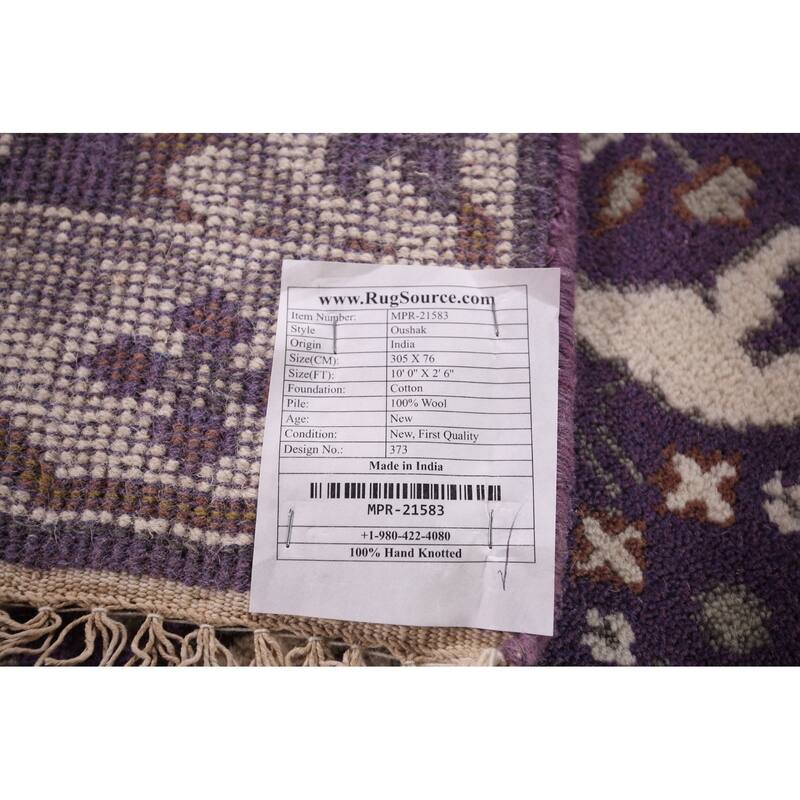 www.RugSource.com
Item Number: MPR-21583
Style Oushak
Origin India
Size(CM): 305 X 76
Size(FT): 10' 0" X 2' 6"
Foundation: Cotton
Pile: 100% Wool
Age: New
Condition: New, First Quality
Design No.: 373
Made in India
MPR-21583
+1-980-422-4080
100% Hand Knotted